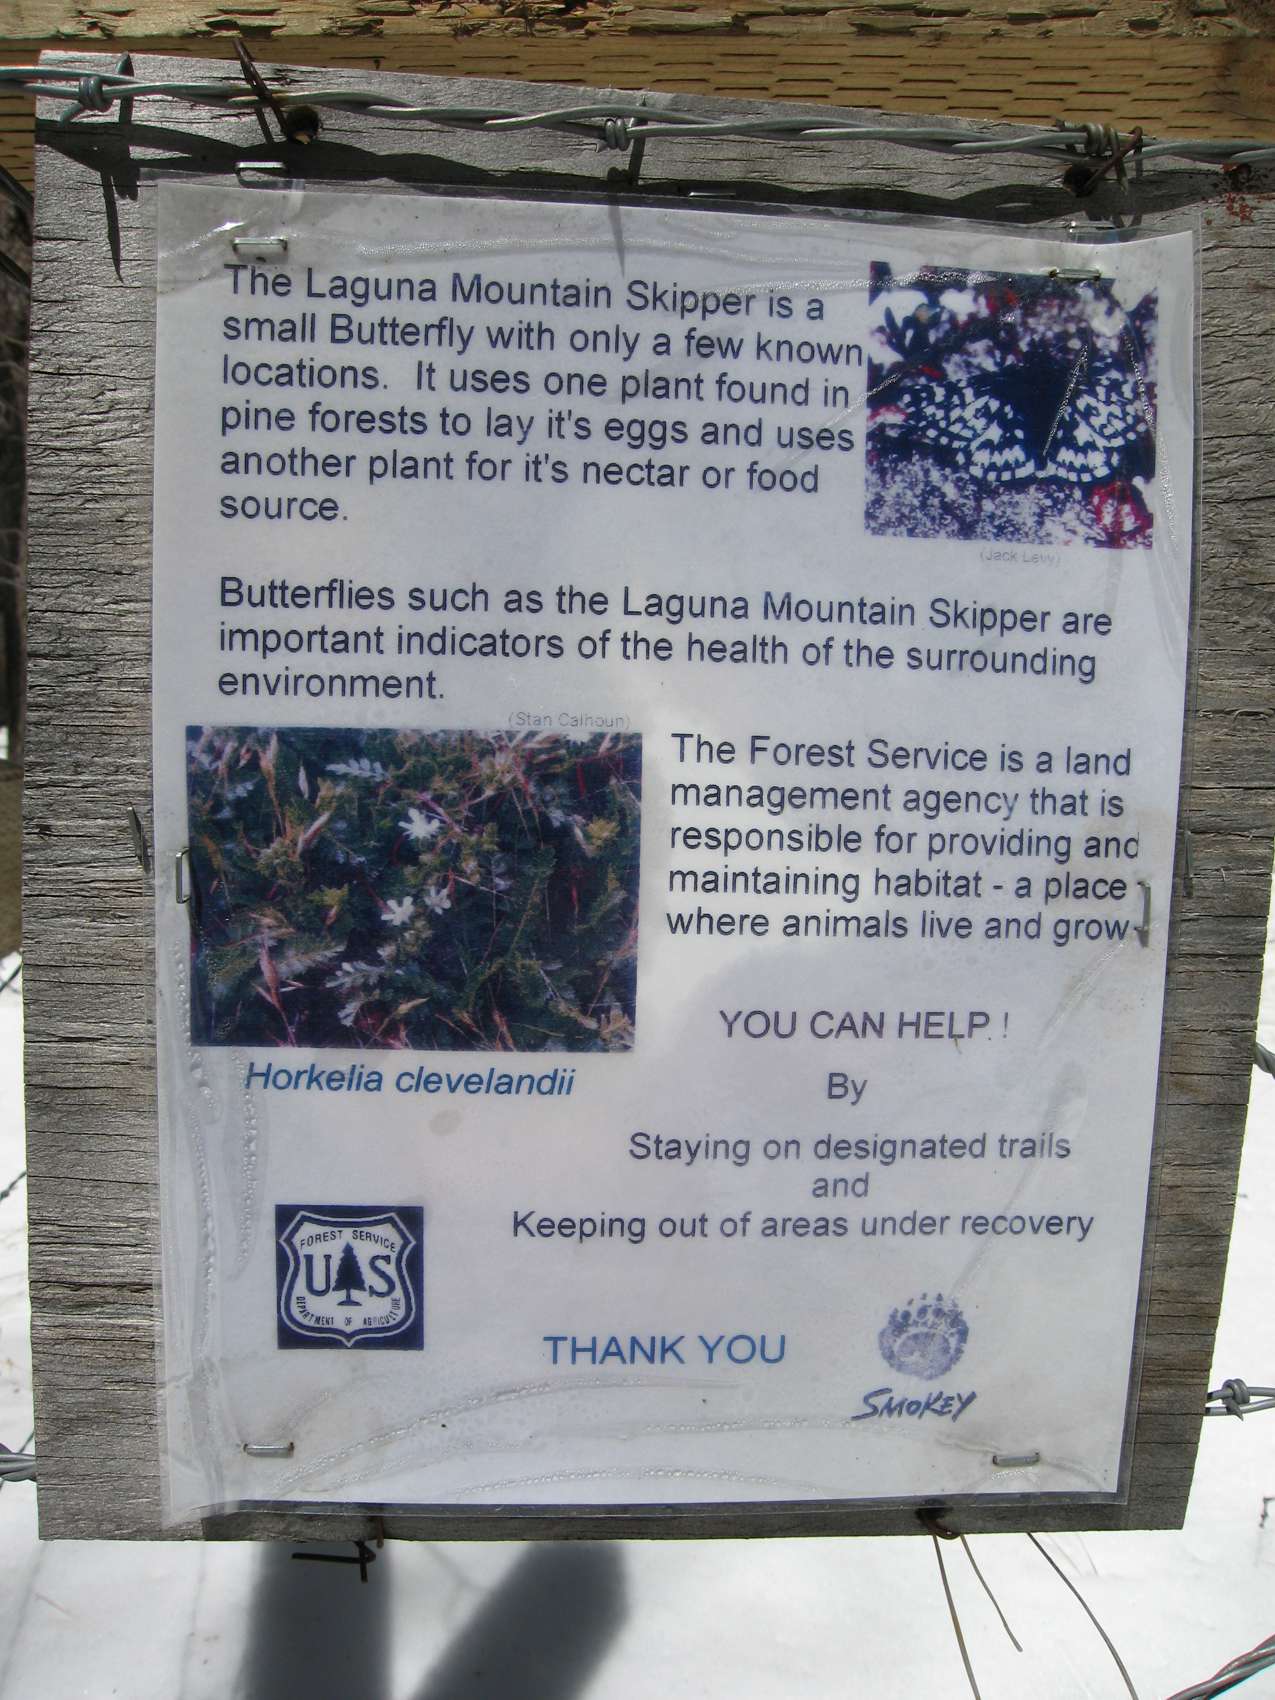 The Laguna Mountain Skipper is a
small Butterfly with only a few known
locations.  It uses one plant found in
pine forests to lay it's eggs and uses
another plant for it's nectar or food
source.
(Jack Levy)
Butterflies such as the Laguna Mountain Skipper are
important indicators of the health of the surrounding
environment.
(Stan Calhoun)
The Forest Service is a land
management agency that is
responsible for providing and
maintaining habitat - a place
where animals live and grow
Horkelia clevelandii
YOU CAN HELP !
By
Staying on designated trails
and
Keeping out of areas under recovery
FOREST SERVICE
U S
DEPARTMENT OF AGRICULTURE
THANK YOU
SMOKEY